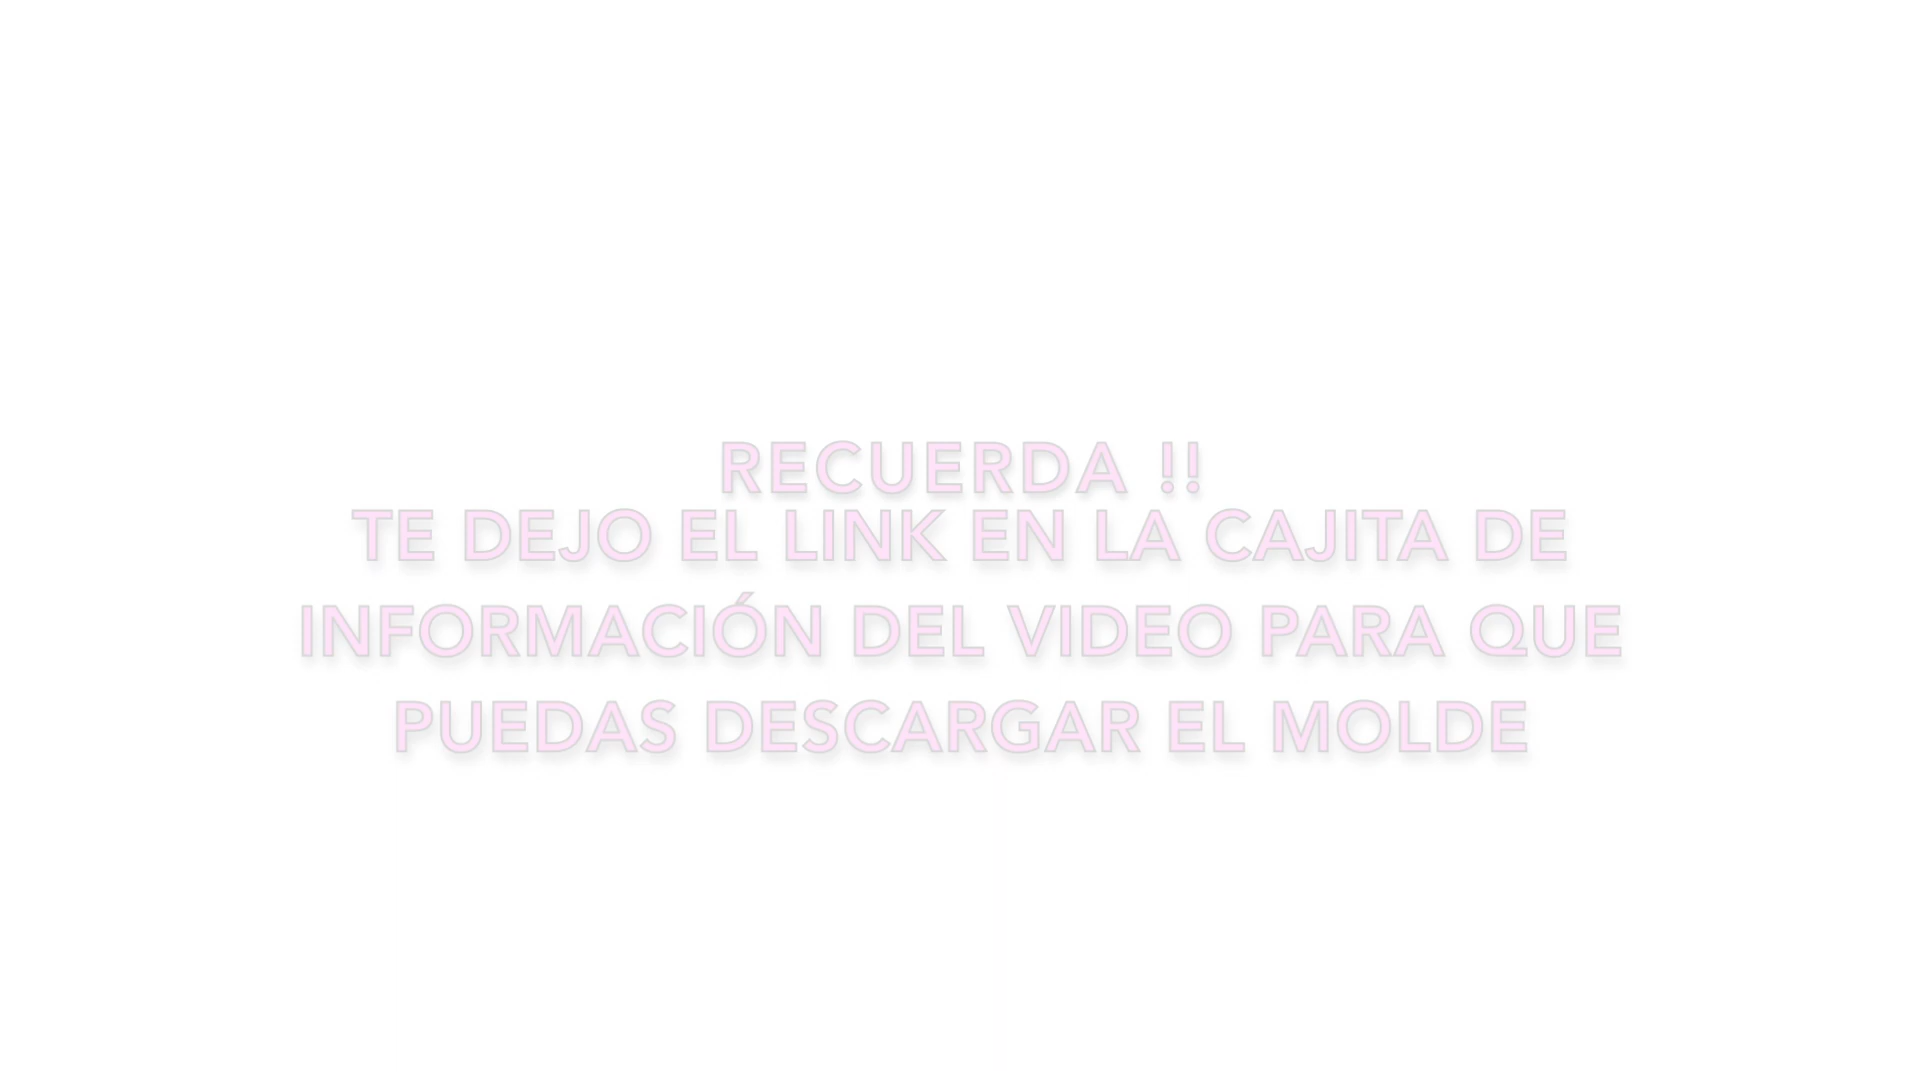 RECUERDA !!
TE DEJO EL LINK EN LA CAJITA DE
INFORMACIÓN DEL VIDEO PARA QUE
PUEDAS DESCARGAR EL MOLDE